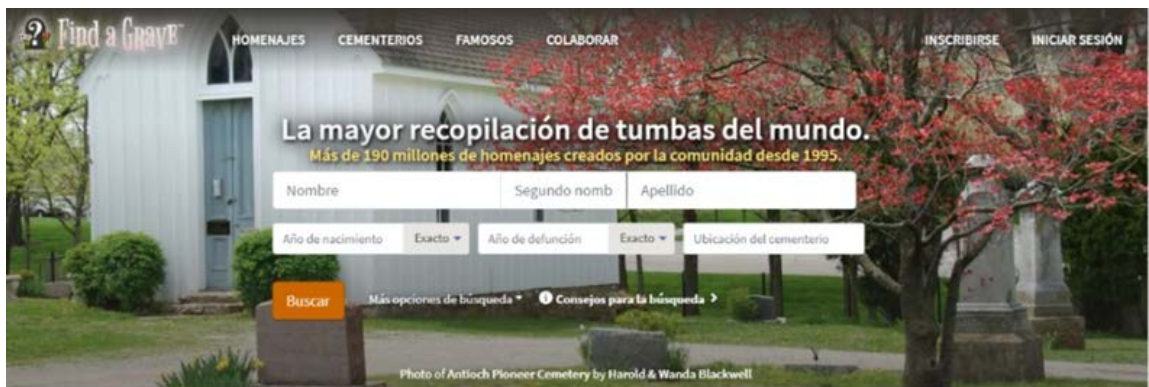 ? Find a Grave™ HOMENAJES CEMENTERIOS FAMOSOS COLABORAR INSCRIBIRSE INICIAR SESIÓN
La mayor recopilación de tumbas del mundo.
Más de 190 millones de homenajes creados por la comunidad desde 1995.
Nombre Segundo nomb Apellido
Año de nacimiento Exacto Año de defunción Exacto Ubicación del cementerio
Buscar Más opciones de búsqueda Consejos para la búsqueda >
Photo of Antioch Pioneer Cemetery by Harold & Wanda Blackwell